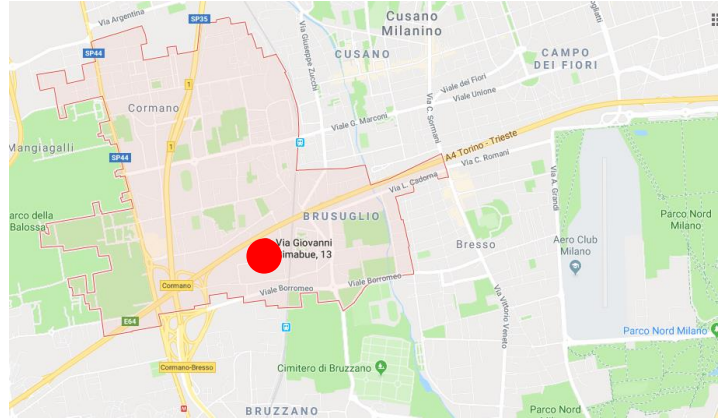 Via Argentina
SP44
SP35
Cusano
Milanino
CUSANO
CAMPO
DEI FIORI
Via Giuseppe Zucchi
Viale dei Fiori
Viale Unione
Cormano
1
Viale G. Marconi
Via C. Sormani
A4 Torino - Trieste
Mangiagalli
SP44
1
Via C. Romani
Via L. Cadorna
Via A. Grandi
arco della
Balossa
BRUSUGLIO
Parco Nord
Milano
Via Giovanni
imabue, 13
Bresso
Aero Club
Milano
Cormano
Viale Borromeo
Viale Borromeo
E64
Via Vittorio Veneto
Parco Nord Milano
Cormano-Bresso
Cimitero di Bruzzano
BRUZZANO
Parco Nord